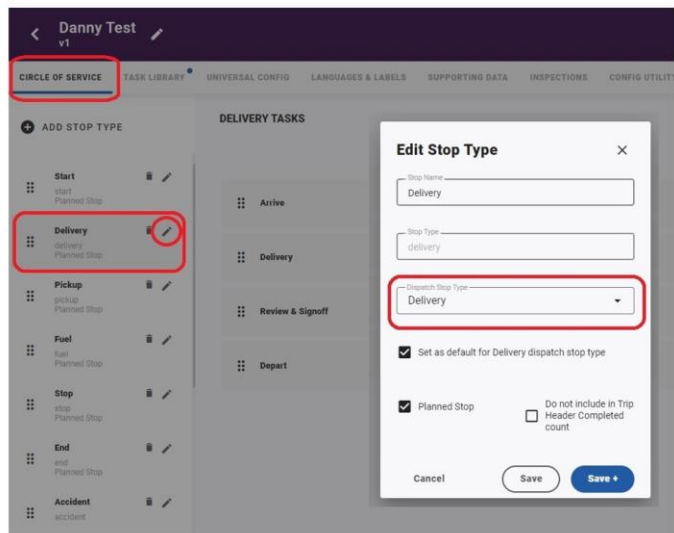 Danny Test
v1
CIRCLE OF SERVICE
TASK LIBRARY
UNIVERSAL CONFIG
LANGUAGES & LABELS
SUPPORTING DATA
INSPECTIONS
CONFIG UTILITY
ADD STOP TYPE
Start
start
Planned Stop
Delivery
delivery
Planned Stop
Pickup
pickup
Planned Stop
Fuel
fuel
Planned Stop
Stop
stop
Planned Stop
End
end
Planned Stop
Accident
accident
DELIVERY TASKS
Arrive
Delivery
Review & Signoff
Depart
Edit Stop Type
Stop Name
Delivery
Stop Type
delivery
Dispatch Stop Type
Delivery
Set as default for Delivery dispatch stop type
Planned Stop
Do not include in Trip
Header Completed
count
Cancel
Save
Save +